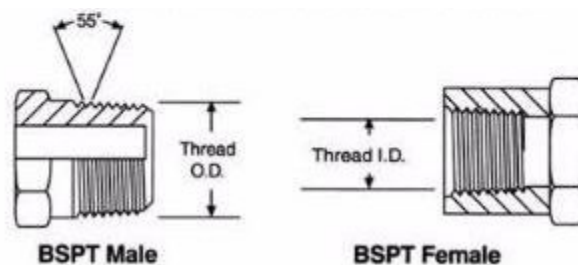 55°
Thread
O.D.
Thread I.D.
BSPT Male
BSPT Female